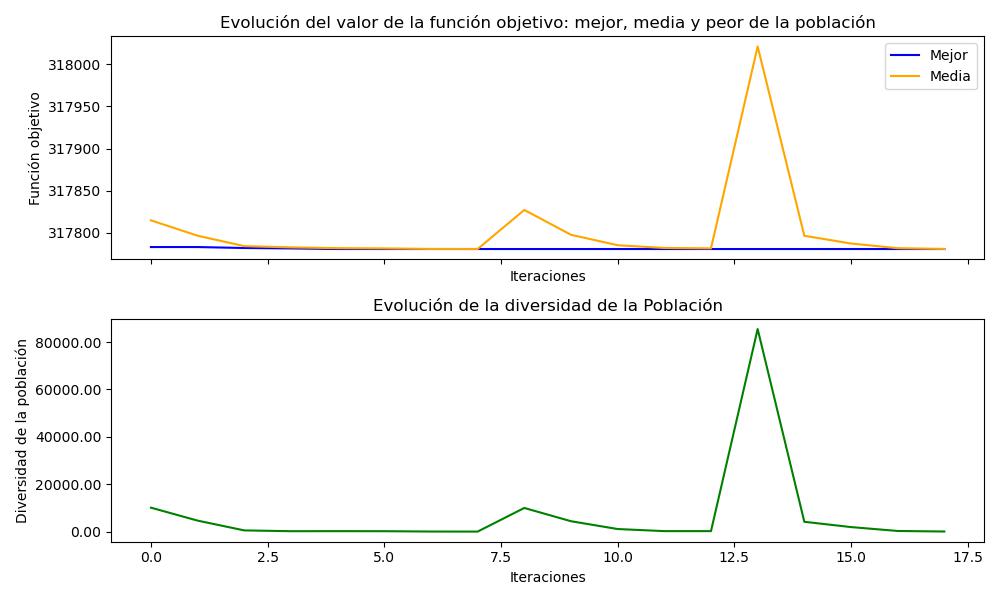 Evolución del valor de la función objetivo: mejor, media y peor de la población
Función objetivo
318000
317950
317900
317850
317800
Mejor
Media
Iteraciones
Evolución de la diversidad de la Población
Diversidad de la población
80000.00
60000.00
40000.00
20000.00
0.00
0.0 2.5 5.0 7.5 10.0 12.5 15.0 17.5
Iteraciones